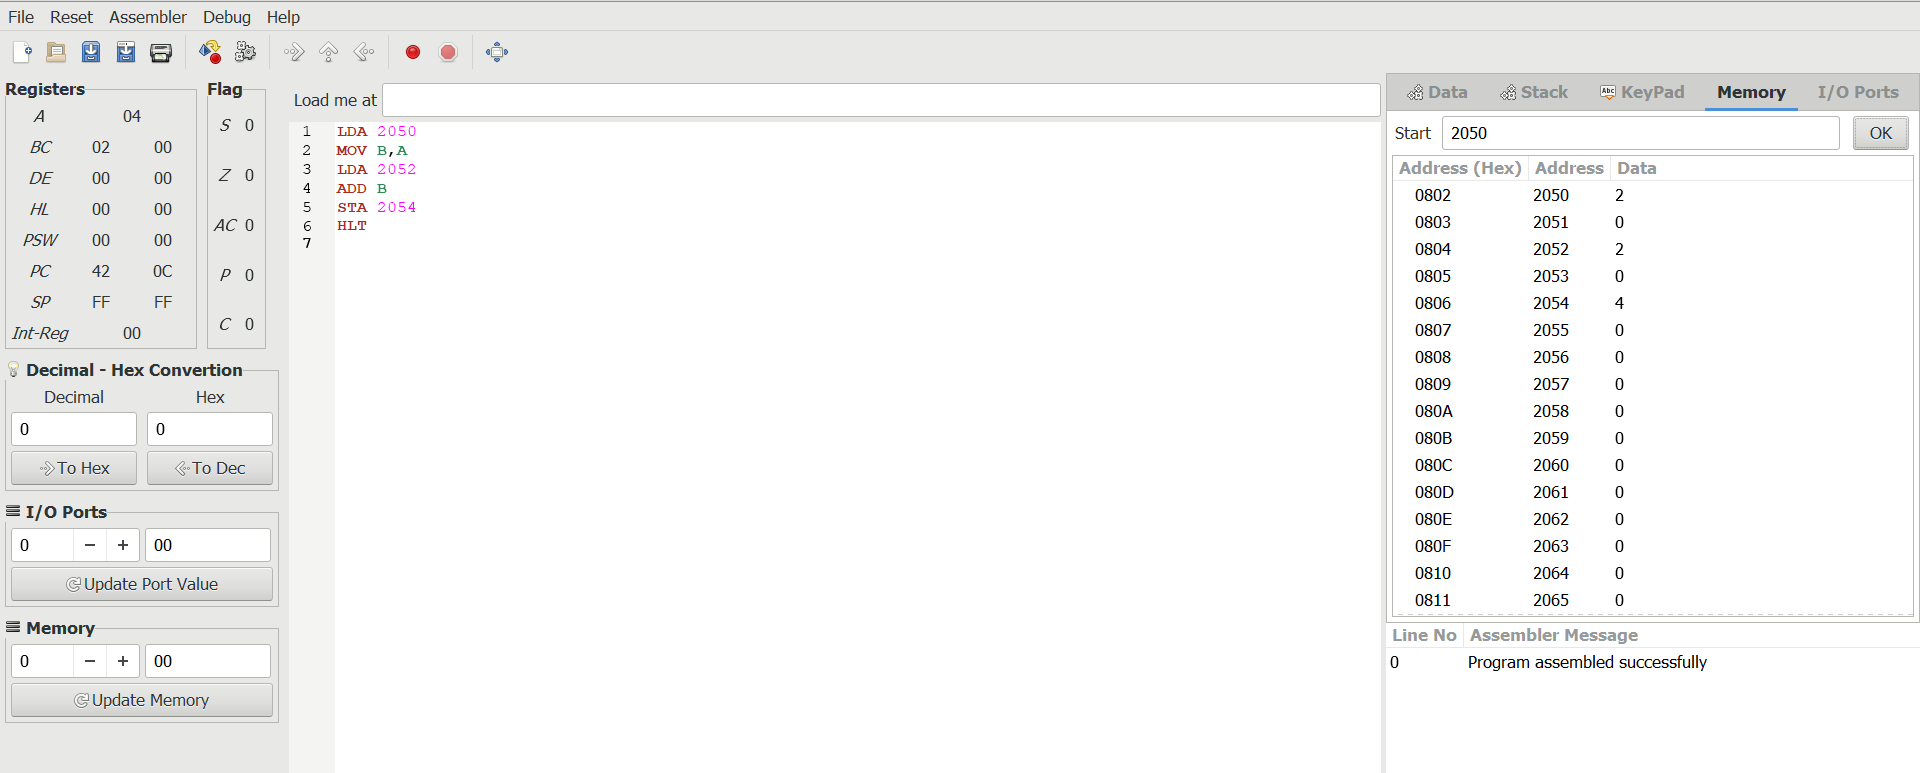 File Reset Assembler Debug Help
Registers
A 04
BC 02 00
DE 00 00
HL 00 00
PSW 00 00
PC 42 0C
SP FF FF
Int-Reg 00
Flag
S 0
Z 0
AC 0
P 0
C 0
Decimal - Hex Convertion
Decimal Hex
0 0
To Hex To Dec
I/O Ports
0 − + 00
Update Port Value
Memory
0 − + 00
Update Memory
Load me at
1 LDA 2050
2 MOV B,A
3 LDA 2052
4 ADD B
5 STA 2054
6 HLT
7
Data Stack Abc KeyPad Memory I/O Ports
Start 2050 OK
Address (Hex) Address Data
0802 2050 2
0803 2051 0
0804 2052 2
0805 2053 0
0806 2054 4
0807 2055 0
0808 2056 0
0809 2057 0
080A 2058 0
080B 2059 0
080C 2060 0
080D 2061 0
080E 2062 0
080F 2063 0
0810 2064 0
0811 2065 0
Line No Assembler Message
0 Program assembled successfully